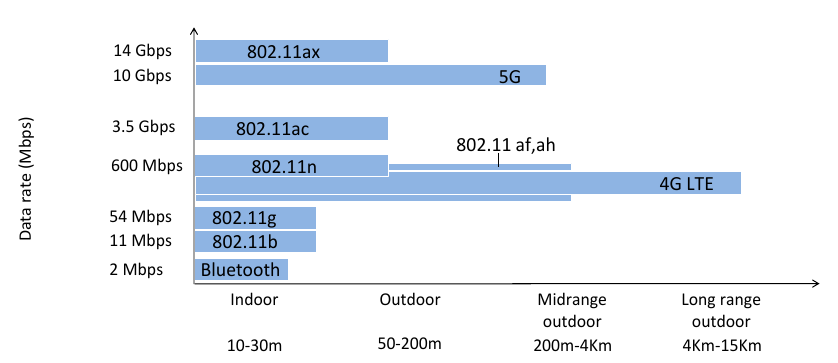 14 Gbps
802.11ax
10 Gbps
5G
3.5 Gbps
802.11ac
802.11 af,ah
600 Mbps
802.11n
4G LTE
Data rate (Mbps)
54 Mbps
802.11g
11 Mbps
802.11b
2 Mbps
Bluetooth
Indoor
Outdoor
Midrange
outdoor
Long range
outdoor
10-30m
50-200m
200m-4Km
4Km-15Km